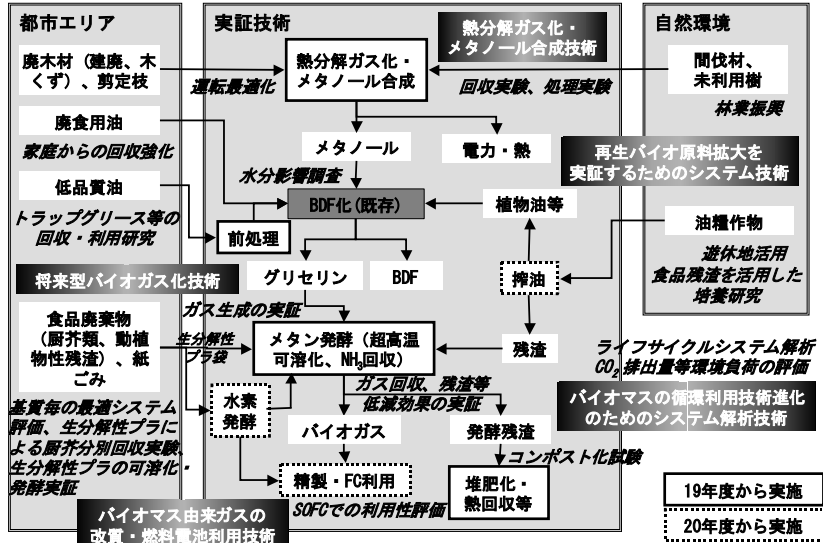 都市エリア
実証技術
自然環境
熱分解ガス化・
メタノール合成技術
廃木材（建廃、木
くず）、剪定枝
運転最適化
熱分解ガス化・
メタノール合成
回収実験、処理実験
間伐材、
未利用樹
林業振興
廃食用油
家庭からの回収強化
メタノール
電力・熱
再生バイオ原料拡大を
実証するためのシステム技術
水分影響調査
低品質油
トラップグリース等の
回収・利用研究
前処理
BDF化(既存)
植物油等
油糧作物
遊休地活用
食品残渣を活用した
培養研究
将来型バイオガス化技術
グリセリン
BDF
搾油
ガス生成の実証
食品廃棄物
（厨芥類、動植
物性残渣）、紙
ごみ
生分解性
プラ袋
メタン発酵（超高温
可溶化、NH3回収）
残渣
ライフサイクルシステム解析
CO2排出量等環境負荷の評価
ガス回収、残渣等
低減効果の実証
バイオマスの循環利用技術進化
のためのシステム解析技術
基質毎の最適システム
評価、生分解性プラに
よる厨芥分別回収実験、
生分解性プラの可溶化・
発酵実証
水素
発酵
バイオガス
発酵残渣
コンポスト化試験
精製・FC利用
SOFCでの利用性評価
堆肥化・
熱回収等
バイオマス由来ガスの
改質・燃料電池利用技術
19年度から実施
20年度から実施